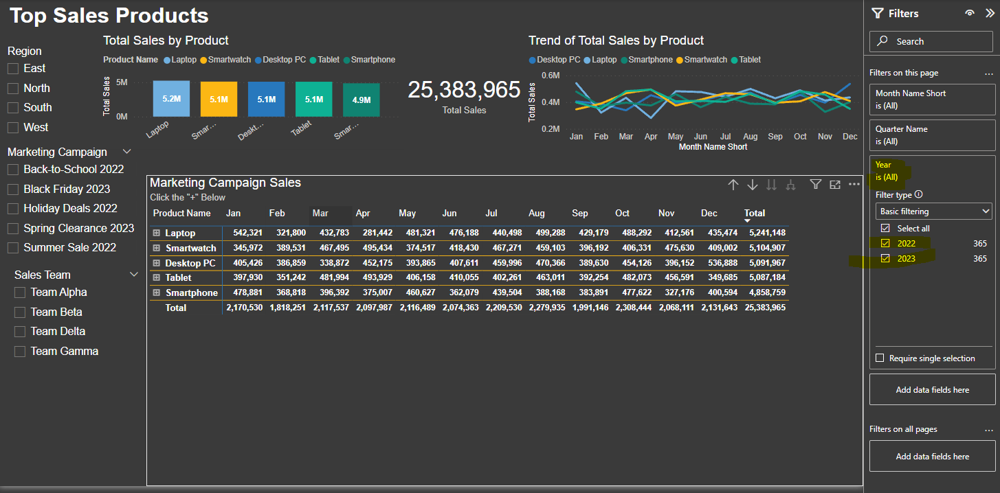 Top Sales Products
Region
East
North
South
West
Marketing Campaign
Back-to-School 2022
Black Friday 2023
Holiday Deals 2022
Spring Clearance 2023
Summer Sale 2022
Sales Team
Team Alpha
Team Beta
Team Delta
Team Gamma
Total Sales by Product
Product Name Laptop Smartwatch Desktop PC Tablet Smartphone
Total Sales
5M
0M
5.2M 5.1M 5.1M 5.1M 4.9M
Laptop Smar... Deskt... Tablet Smar...
25,383,965
Total Sales
Trend of Total Sales by Product
Desktop PC Laptop Smartphone Smartwatch Tablet
Total Sales
0.6M
0.4M
0.2M
Jan Feb Mar Apr May Jun Jul Aug Sep Oct Nov Dec
Month Name Short
Marketing Campaign Sales
Click the "+" Below
Product Name Jan Feb Mar Apr May Jun Jul Aug Sep Oct Nov Dec Total
Laptop 542,321 321,800 432,783 281,442 481,321 476,188 440,498 499,288 429,179 488,292 412,561 435,474 5,241,148
Smartwatch 345,972 389,531 467,495 495,434 374,517 418,430 467,271 459,103 396,192 406,331 475,630 409,002 5,104,907
Desktop PC 405,426 386,859 338,872 452,175 393,865 407,611 459,996 470,366 389,630 454,126 396,152 536,888 5,091,967
Tablet 397,930 351,242 481,994 493,929 406,158 410,055 402,261 463,011 392,254 482,073 456,591 349,685 5,087,184
Smartphone 478,881 368,818 396,392 375,007 460,627 362,079 439,504 388,168 383,891 477,622 327,176 400,594 4,858,759
Total 2,170,530 1,818,251 2,117,537 2,097,987 2,116,489 2,074,363 2,209,530 2,279,935 1,991,146 2,308,444 2,068,111 2,131,643 25,383,965
Filters
Search
Filters on this page
...
Month Name Short
is (All)
Quarter Name
is (All)
Year
is (All)
Filter type
Basic filtering
Select all
2022 365
2023 365
Require single selection
Add data fields here
Filters on all pages
...
Add data fields here